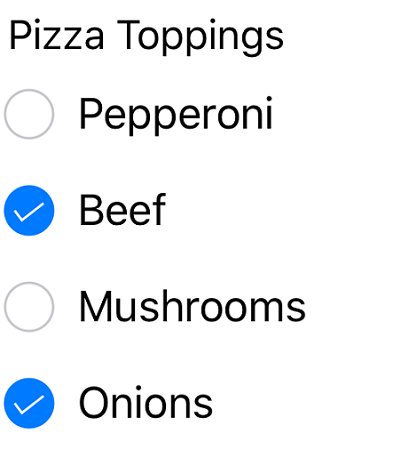 Pizza Toppings
Pepperoni
Beef
Mushrooms
Onions